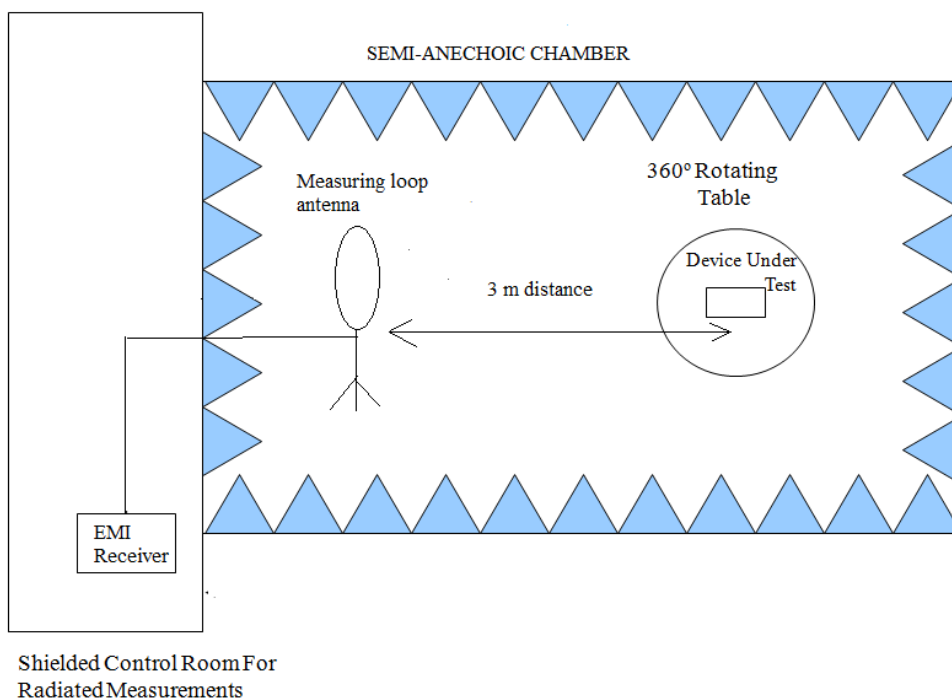 SEMI-ANECHOIC CHAMBER
Measuring loop
antenna
360º Rotating
Table
Device Under
Test
3 m distance
EMI
Receiver
Shielded Control Room For
Radiated Measurements